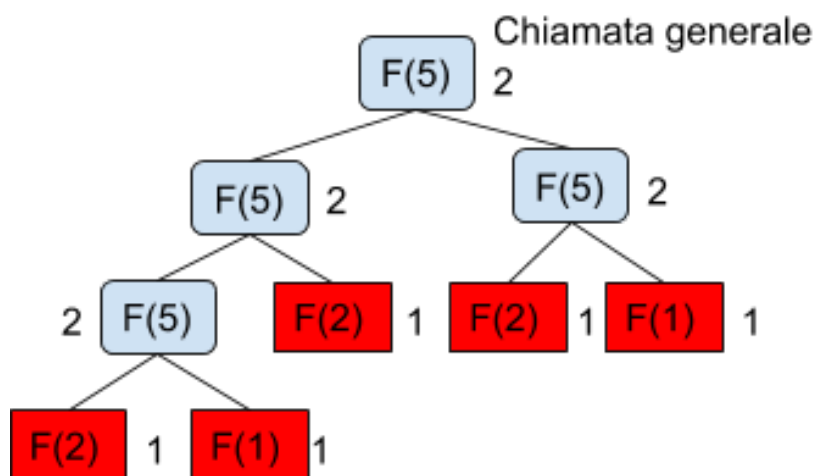 Chiamata generale
F(5) 2
F(5) 2 F(5) 2
2 F(5) F(2) 1 F(2) 1 F(1) 1
F(2) 1 F(1) 1